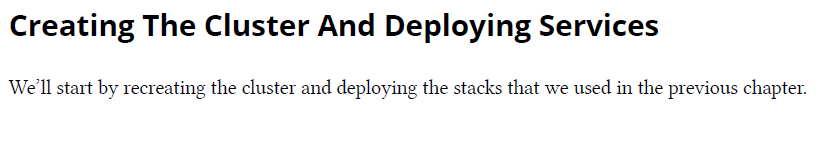 Creating The Cluster And Deploying Services
We’ll start by recreating the cluster and deploying the stacks that we used in the previous chapter.